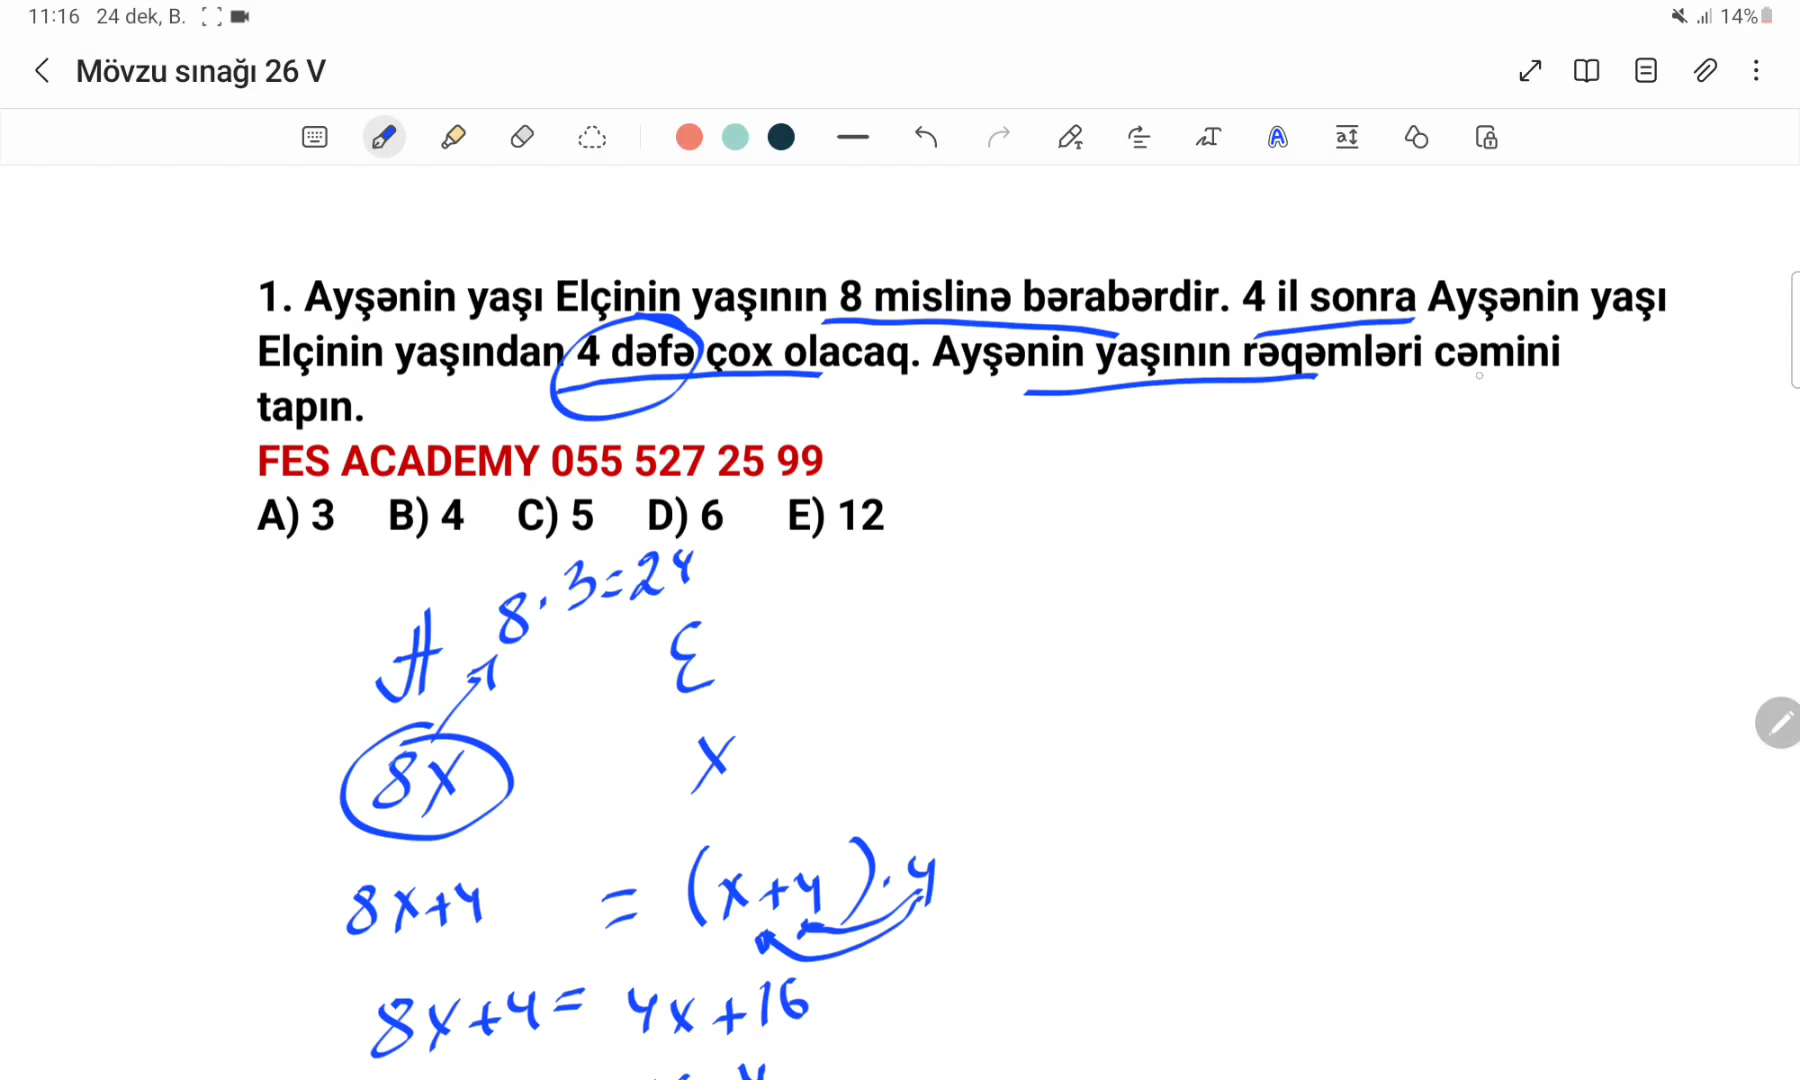 11:16 24 dek, B. 14%
Mövzu sınağı 26 V
1. Ayşənin yaşı Elçinin yaşının 8 mislinə bərabərdir. 4 il sonra Ayşənin yaşı
Elçinin yaşından 4 dəfə çox olacaq. Ayşənin yaşının rəqəmləri cəmini
tapın.
FES ACADEMY 055 527 25 99
A) 3 B) 4 C) 5 D) 6 E) 12
8·3=24
A E
8x x
8x+4 = (x+4)·4
8x+4= 4x+16